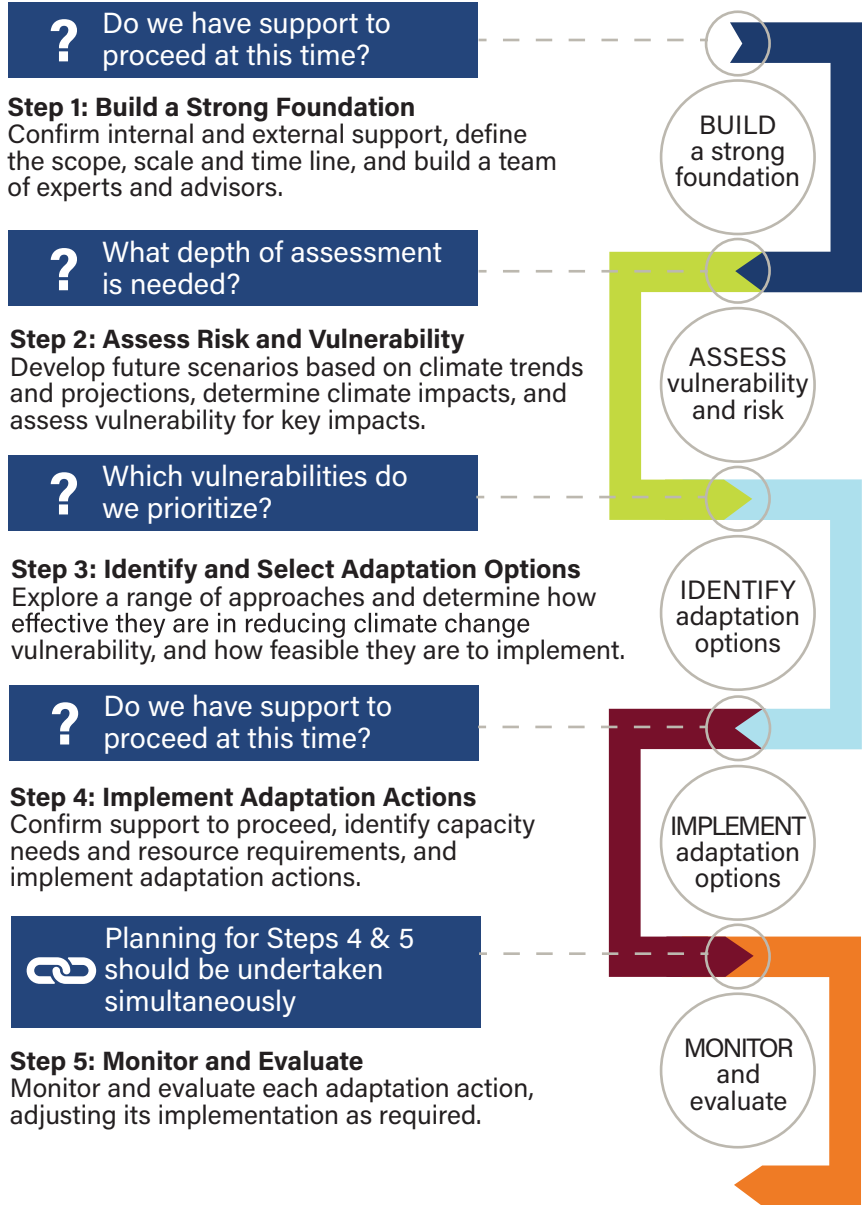 ? Do we have support to
proceed at this time?
Step 1: Build a Strong Foundation
Confirm internal and external support, define
the scope, scale and time line, and build a team
of experts and advisors.
BUILD
a strong
foundation
? What depth of assessment
is needed?
Step 2: Assess Risk and Vulnerability
Develop future scenarios based on climate trends
and projections, determine climate impacts, and
assess vulnerability for key impacts.
ASSESS
vulnerability
and risk
? Which vulnerabilities do
we prioritize?
Step 3: Identify and Select Adaptation Options
Explore a range of approaches and determine how
effective they are in reducing climate change
vulnerability, and how feasible they are to implement.
IDENTIFY
adaptation
options
? Do we have support to
proceed at this time?
Step 4: Implement Adaptation Actions
Confirm support to proceed, identify capacity
needs and resource requirements, and
implement adaptation actions.
IMPLEMENT
adaptation
options
Planning for Steps 4 & 5
should be undertaken
simultaneously
Step 5: Monitor and Evaluate
Monitor and evaluate each adaptation action,
adjusting its implementation as required.
MONITOR
and
evaluate